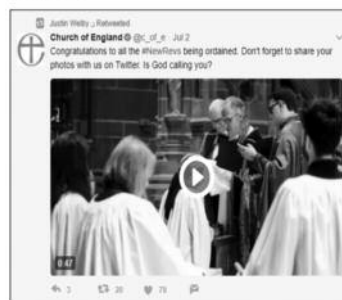 Justin Welby Retweeted
Church of England @c_of_e · Jul 2
Congratulations to all the #NewRevs being ordained. Don't forget to share your
photos with us on Twitter. Is God calling you?
0:47
3 20 79